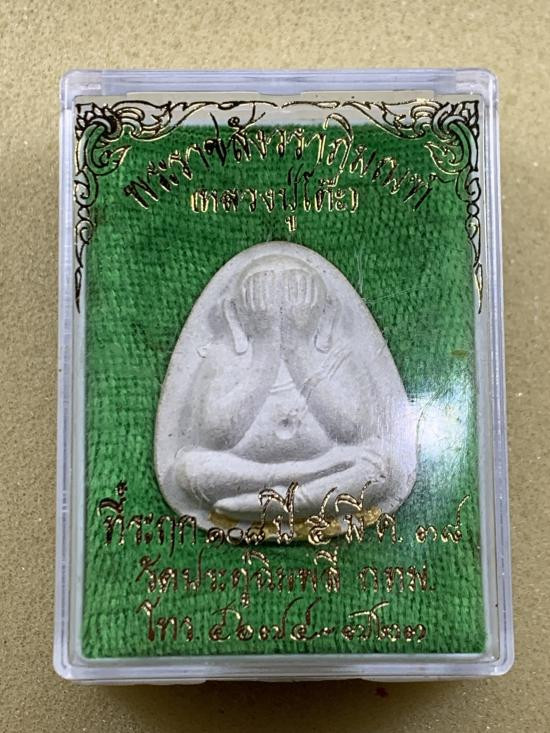 พระราชสังวราภิมณฑ์
(หลวงปู่โต๊ะ)
ที่ระฤก ๑๐๘ ปี ๕ มี.ค. ๓๘
วัดประดู่ฉิมพลี กทม.
โทร.